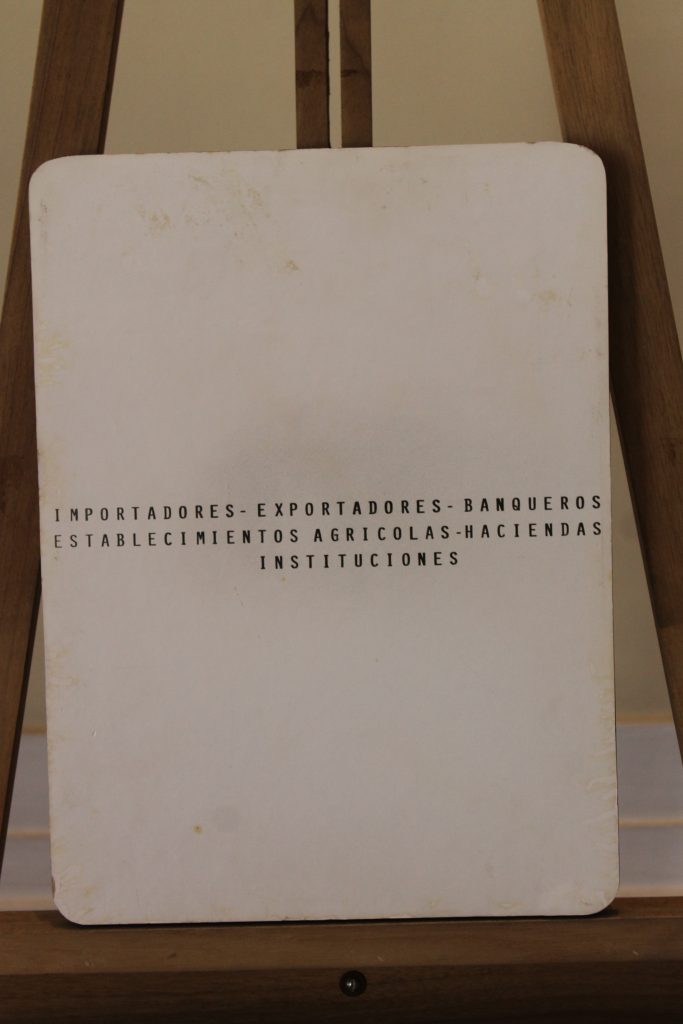 IMPORTADORES- EXPORTADORES- BANQUEROS
ESTABLECIMIENTOS AGRICOLAS-HACIENDAS
INSTITUCIONES